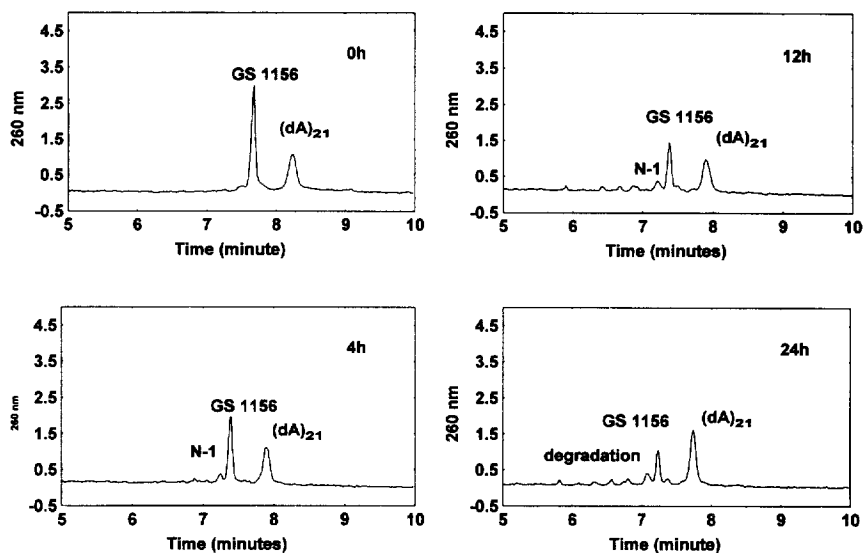 4.5
3.5
2.5
1.5
0.5
-0.5
260 nm
0h
GS 1156
(dA)21
5 6 7 8 9 10
Time (minute)
4.5
3.5
2.5
1.5
0.5
-0.5
260 nm
12h
GS 1156
(dA)21
N-1
5 6 7 8 9 10
Time (minutes)
4.5
3.5
2.5
1.5
0.5
-0.5
260 nm
4h
GS 1156
(dA)21
N-1
5 6 7 8 9 10
Time (minutes)
4.5
3.5
2.5
1.5
0.5
-0.5
260 nm
24h
GS 1156
(dA)21
degradation
5 6 7 8 9 10
Time (minutes)